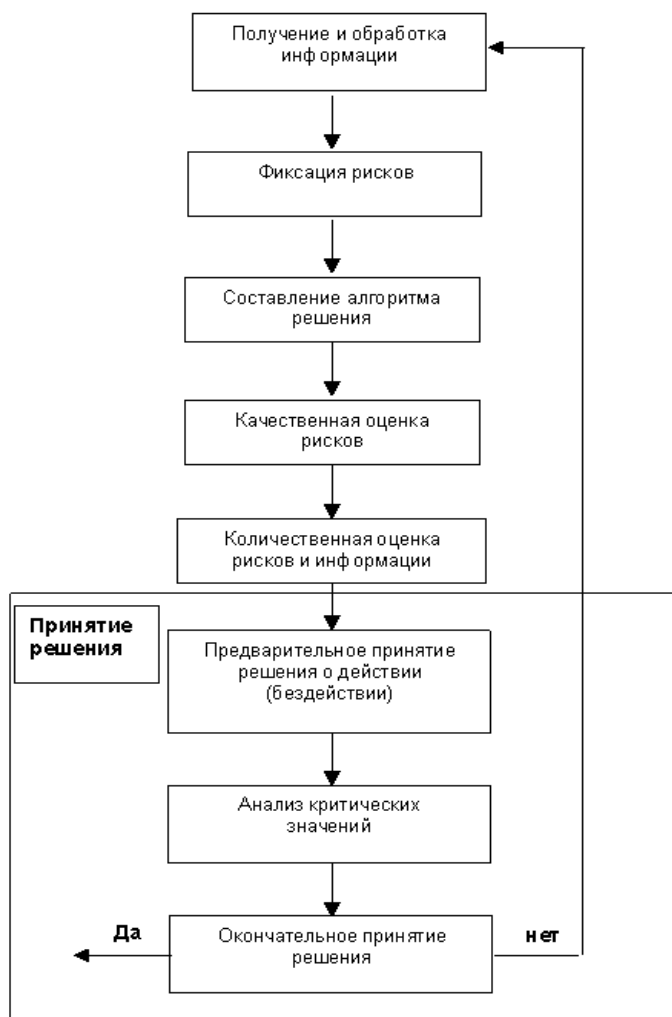 Получение и обработка
информации
Фиксация рисков
Составление алгоритма
решения
Качественная оценка
рисков
Количественная оценка
рисков и информации
Принятие
решения
Предварительное принятие
решения о действии
(бездействии)
Анализ критических
значений
Да
Окончательное принятие
решения
нет